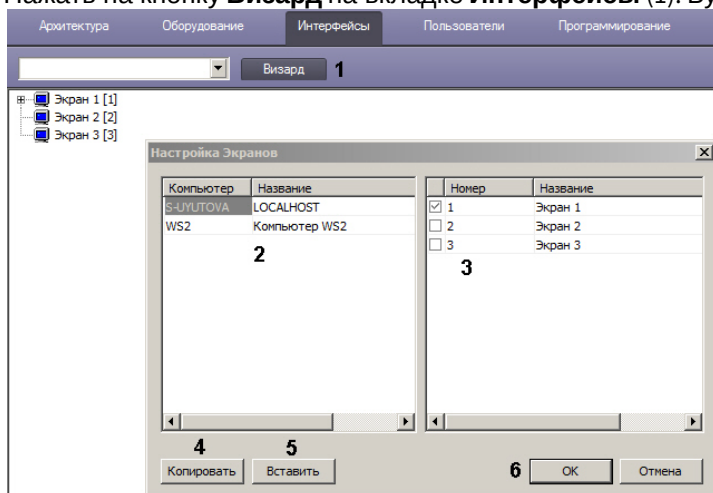 Нажать на кнопку Визард на вкладке Интерфейсы (1). Бу
Архитектура Оборудование Интерфейсы Пользователи Программирование
Визард 1
Экран 1 [1]
Экран 2 [2]
Экран 3 [3]
Настройка Экранов
Компьютер Название Номер Название
S-UYUTOVA LOCALHOST 1 Экран 1
WS2 Компьютер WS2 2 Экран 2
3 Экран 3
2 3
4 5
Копировать Вставить 6 OK Отмена